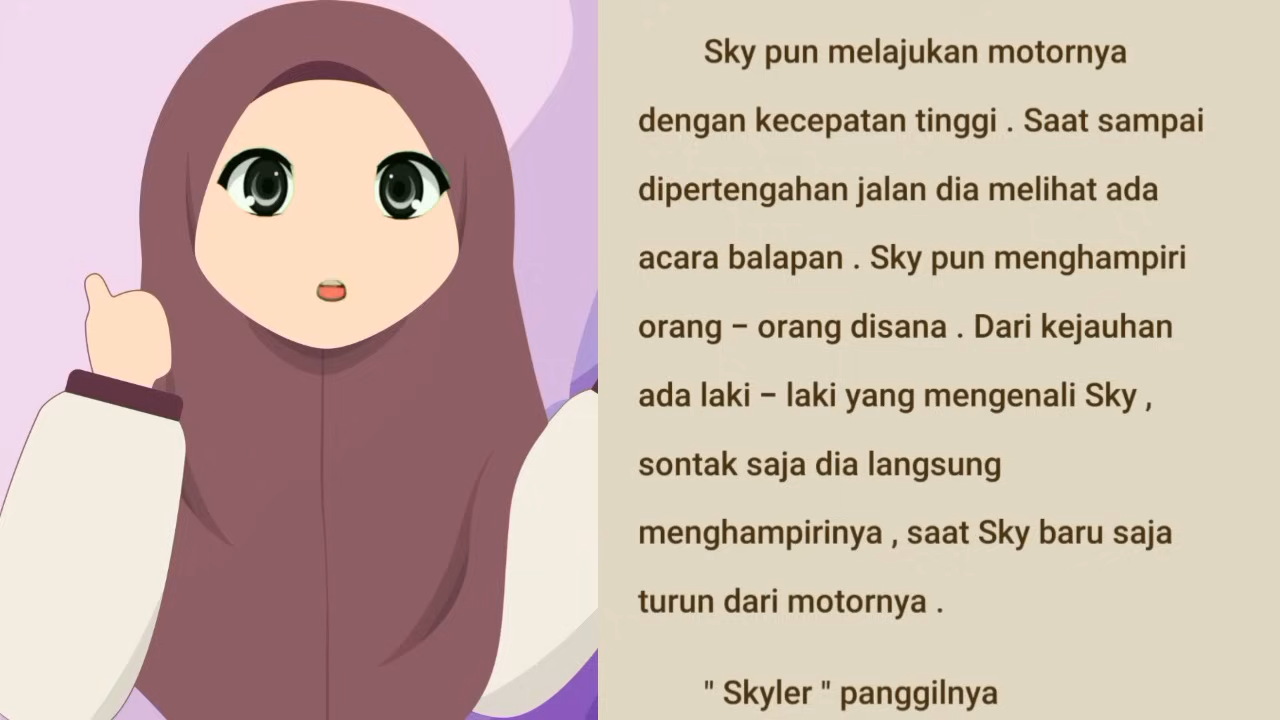 Sky pun melajukan motornya
dengan kecepatan tinggi . Saat sampai
dipertengahan jalan dia melihat ada
acara balapan . Sky pun menghampiri
orang – orang disana . Dari kejauhan
ada laki – laki yang mengenali Sky ,
sontak saja dia langsung
menghampirinya , saat Sky baru saja
turun dari motornya .
" Skyler " panggilnya